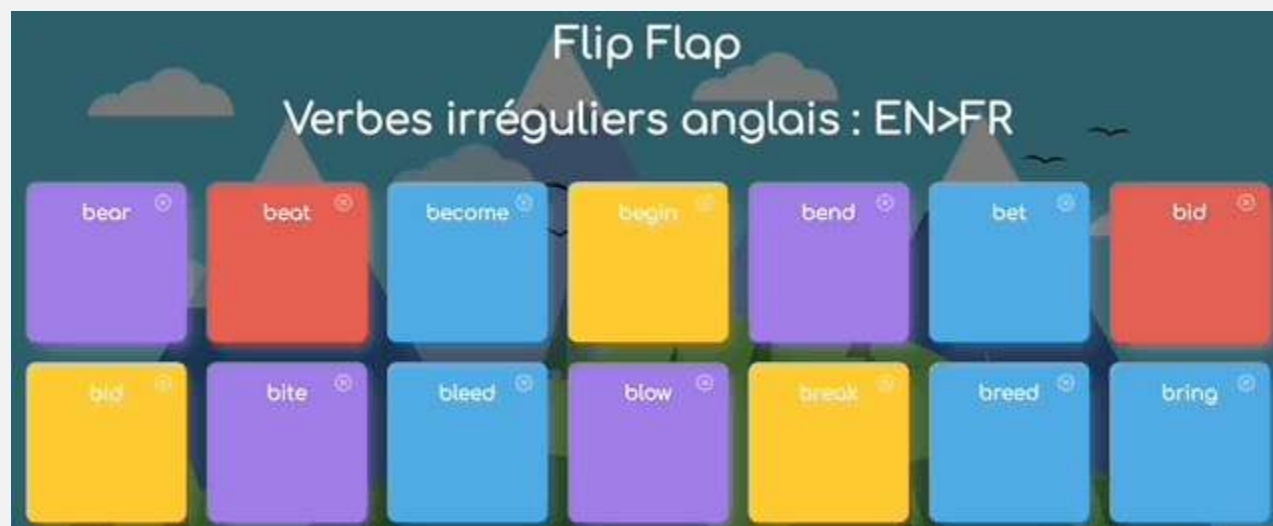 Flip Flap
Verbes irréguliers anglais : EN>FR
bear beat become begin bend bet bid
bid bite bleed blow break breed bring